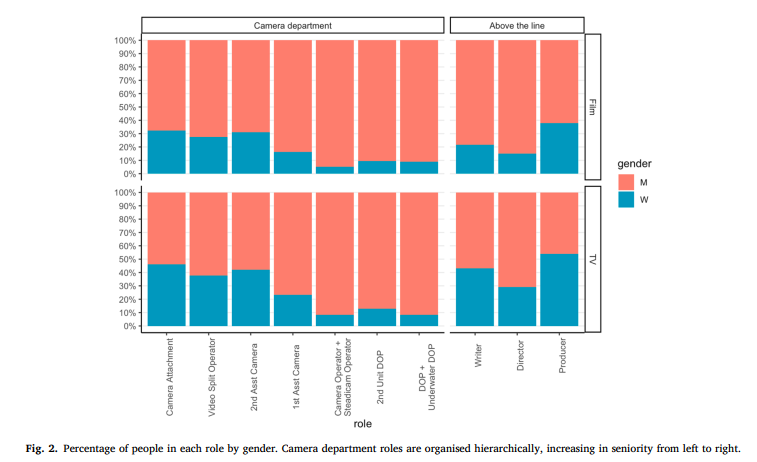 Camera department
Above the line
100%
90%
80%
70%
60%
50%
40%
30%
20%
10%
0%
Film
100%
90%
80%
70%
60%
50%
40%
30%
20%
10%
0%
TV
gender
M
W
Camera Attachment
Video Split Operator
2nd Asst Camera
1st Asst Camera
Camera Operator +
Steadicam Operator
2nd Unit DOP
DOP +
Underwater DOP
Writer
Director
Producer
role
Fig. 2. Percentage of people in each role by gender. Camera department roles are organised hierarchically, increasing in seniority from left to right.